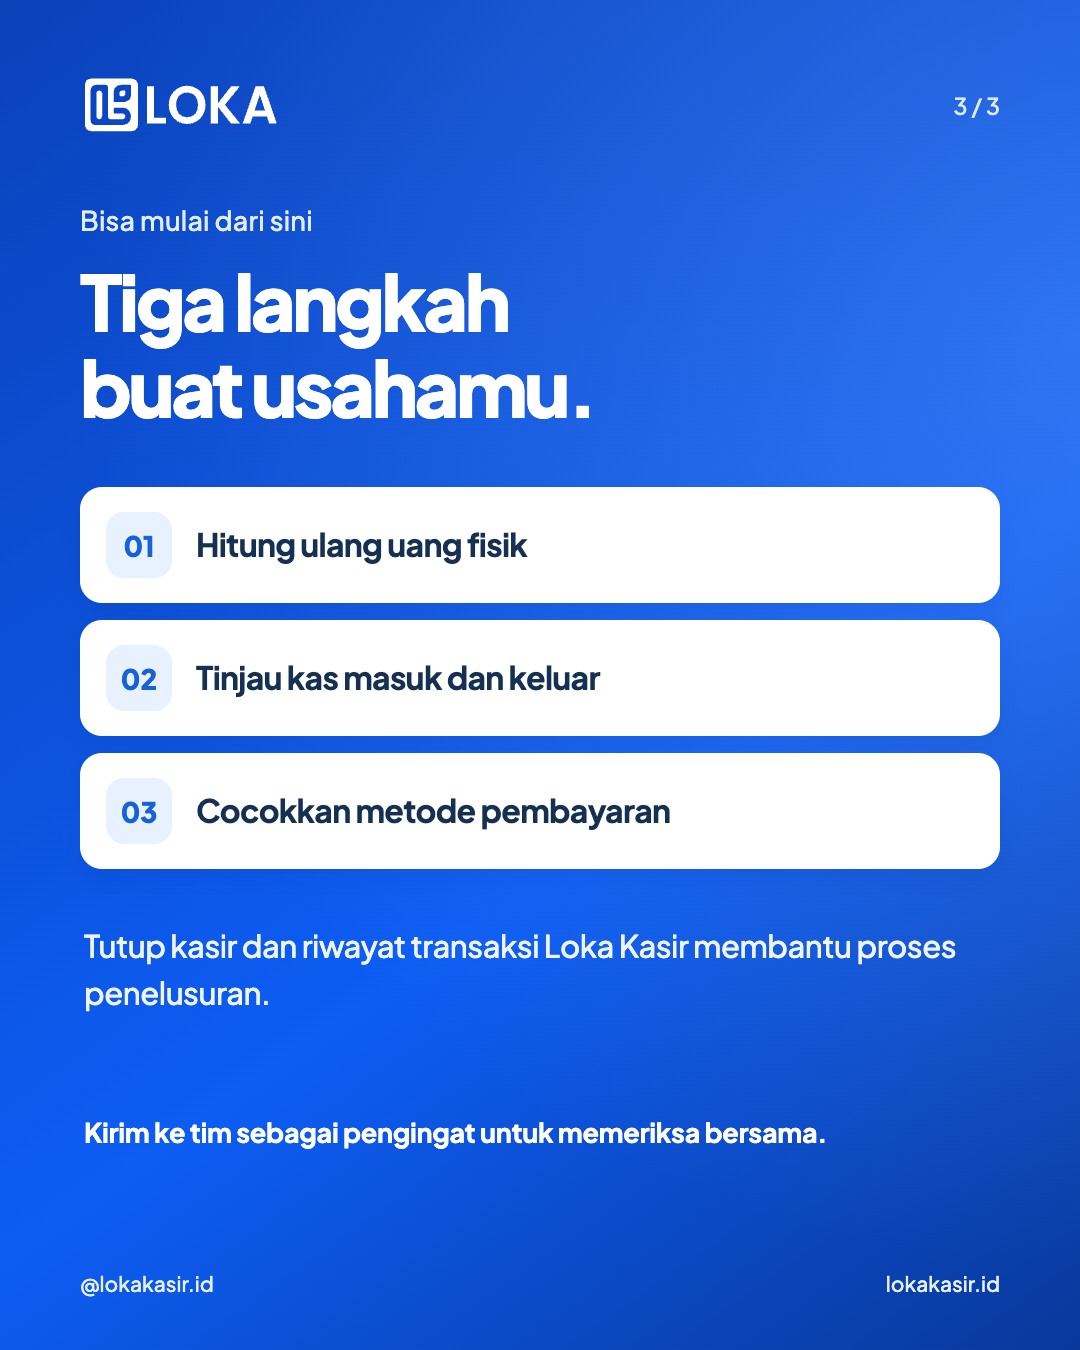 LOKA
3 / 3
Bisa mulai dari sini
Tiga langkah
buat usahamu.
01 Hitung ulang uang fisik
02 Tinjau kas masuk dan keluar
03 Cocokkan metode pembayaran
Tutup kasir dan riwayat transaksi Loka Kasir membantu proses
penelusuran.
Kirim ke tim sebagai pengingat untuk memeriksa bersama.
@lokakasir.id
lokakasir.id